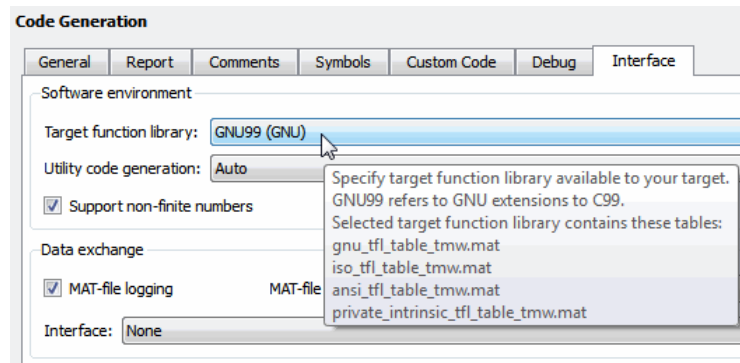 Code Generation
General Report Comments Symbols Custom Code Debug Interface
Software environment
Target function library: GNU99 (GNU)
Utility code generation: Auto
Specify target function library available to your target.
GNU99 refers to GNU extensions to C99.
Support non-finite numbers
Selected target function library contains these tables:
gnu_tfl_table_tmw.mat
Data exchange
iso_tfl_table_tmw.mat
MAT-file logging MAT-file
ansi_tfl_table_tmw.mat
private_intrinsic_tfl_table_tmw.mat
Interface: None